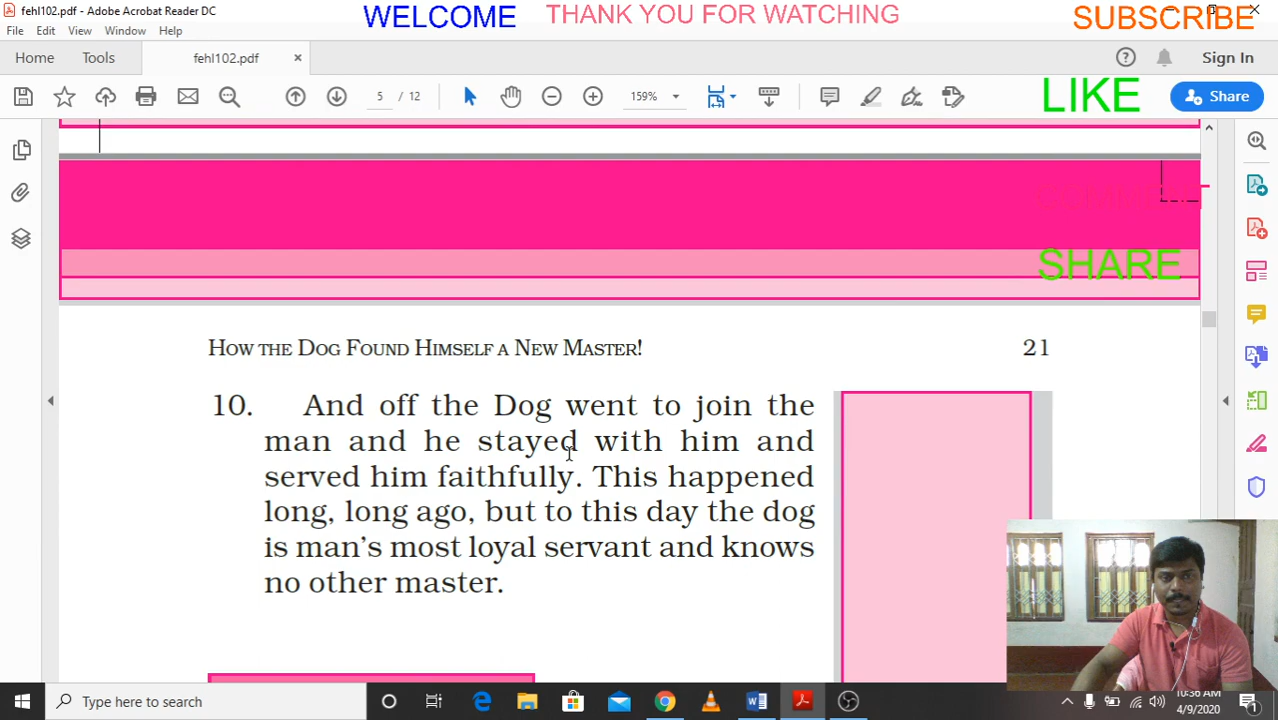 fehl102.pdf - Adobe Acrobat Reader DC
WELCOME
THANK YOU FOR WATCHING
SUBSCRIBE
File Edit View Window Help
Home Tools fehl102.pdf × Sign In
5 / 12 159% LIKE Share
SHARE
HOW THE DOG FOUND HIMSELF A NEW MASTER! 21
10. And off the Dog went to join the
man and he stayed with him and
served him faithfully. This happened
long, long ago, but to this day the dog
is man's most loyal servant and knows
no other master.
Type here to search
10:36 AM
4/9/2020